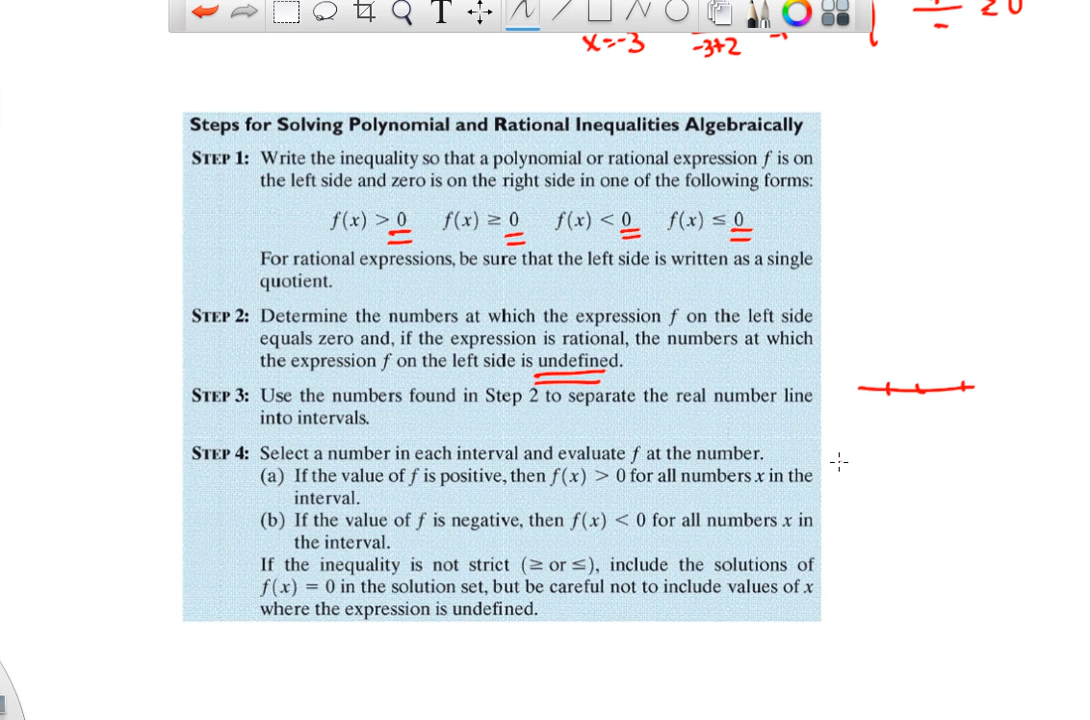 T
≥ 0
x=-3
-3+2
Steps for Solving Polynomial and Rational Inequalities Algebraically
STEP 1: Write the inequality so that a polynomial or rational expression f is on
the left side and zero is on the right side in one of the following forms:
f(x) > 0 f(x) ≥ 0 f(x) < 0 f(x) ≤ 0
For rational expressions, be sure that the left side is written as a single
quotient.
STEP 2: Determine the numbers at which the expression f on the left side
equals zero and, if the expression is rational, the numbers at which
the expression f on the left side is undefined.
STEP 3: Use the numbers found in Step 2 to separate the real number line
into intervals.
STEP 4: Select a number in each interval and evaluate f at the number.
(a) If the value of f is positive, then f(x) > 0 for all numbers x in the
interval.
(b) If the value of f is negative, then f(x) < 0 for all numbers x in
the interval.
If the inequality is not strict (≥ or ≤), include the solutions of
f(x) = 0 in the solution set, but be careful not to include values of x
where the expression is undefined.